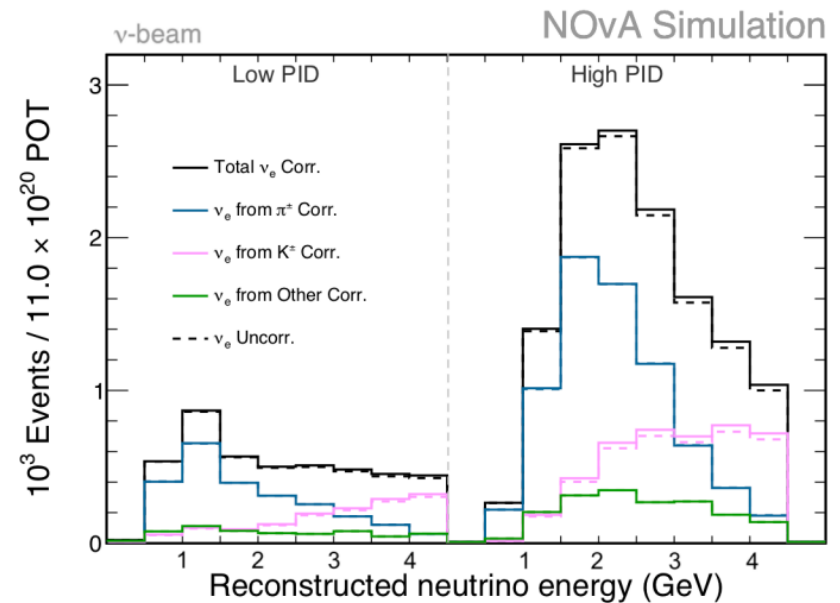 ν-beam
NOνA Simulation
Low PID
High PID
Total νe Corr.
νe from π± Corr.
νe from K± Corr.
νe from Other Corr.
νe Uncorr.
10³ Events / 11.0 × 10²⁰ POT
3
2
1
0
1 2 3 4 1 2 3 4
Reconstructed neutrino energy (GeV)